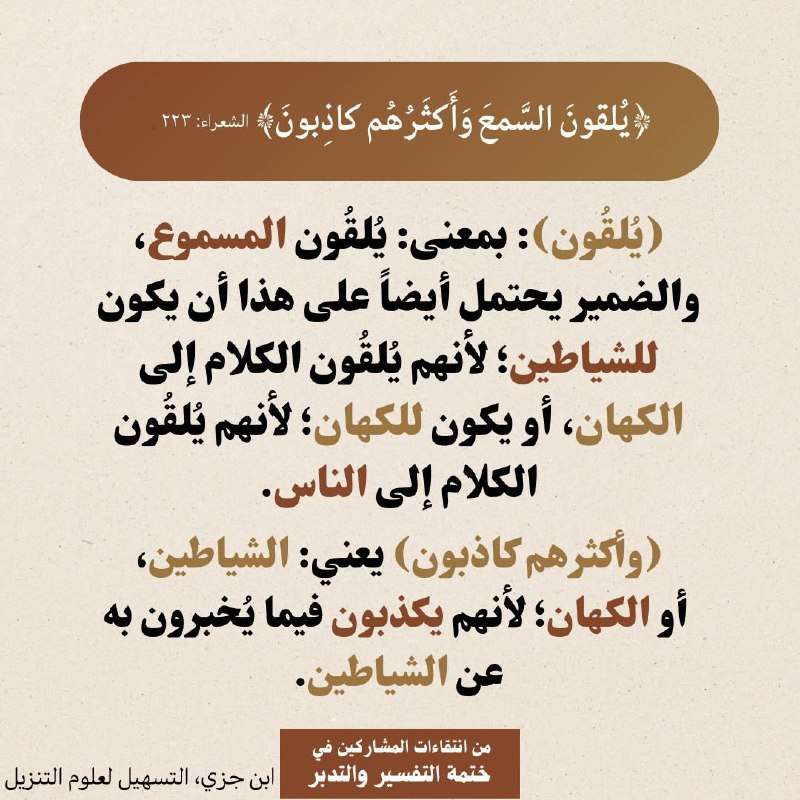 ﴿يُلقونَ السَّمعَ وَأَكثَرُهُم كاذِبونَ﴾ الشعراء: ٢٢٣
(يُلقُون): بمعنى: يُلقُون المسموع،
والضمير يحتمل أيضاً على هذا أن يكون
للشياطين؛ لأنهم يُلقُون الكلام إلى
الكهان، أو يكون للكهان؛ لأنهم يُلقُون
الكلام إلى الناس.
(وأكثرهم كاذبون) يعني: الشياطين،
أو الكهان؛ لأنهم يكذبون فيما يُخبرون به
عن الشياطين.
من انتقاءات المشاركين في
ختمة التفسير والتدبر
ابن جزي، التسهيل لعلوم التنزيل